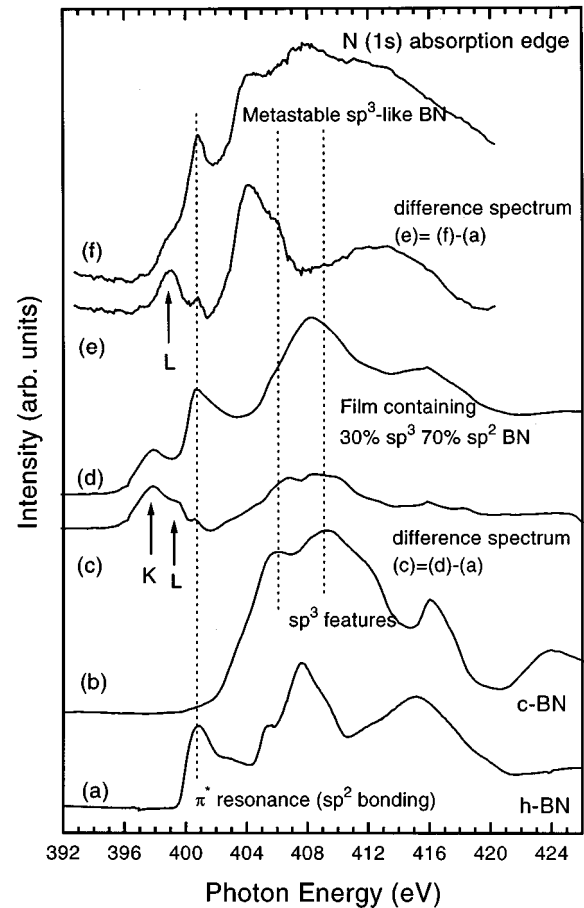 N (1s) absorption edge
Metastable sp³-like BN
difference spectrum
(e)= (f)-(a)
(f)
(e)
L
Film containing
30% sp³ 70% sp² BN
(d)
difference spectrum
(c)=(d)-(a)
(c)
K
L
sp³ features
(b)
c-BN
(a)
π* resonance (sp² bonding)
h-BN
Intensity (arb. units)
392 396 400 404 408 412 416 420 424
Photon Energy (eV)